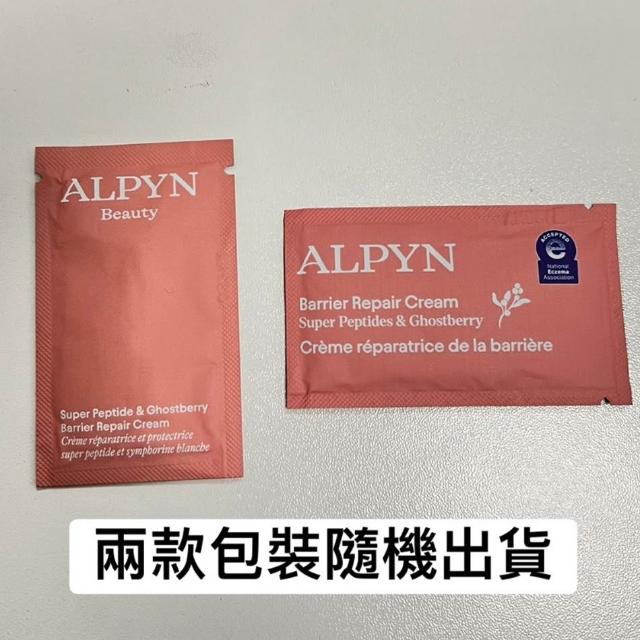 ALPYN
Beauty
Super Peptide & Ghostberry
Barrier Repair Cream
Crème réparatrice et protectrice
super peptide et symphorine blanche
ALPYN
Barrier Repair Cream
Super Peptides & Ghostberry
Crème réparatrice de la barrière
ACCEPTED
National
Eczema
Association
兩款包裝隨機出貨